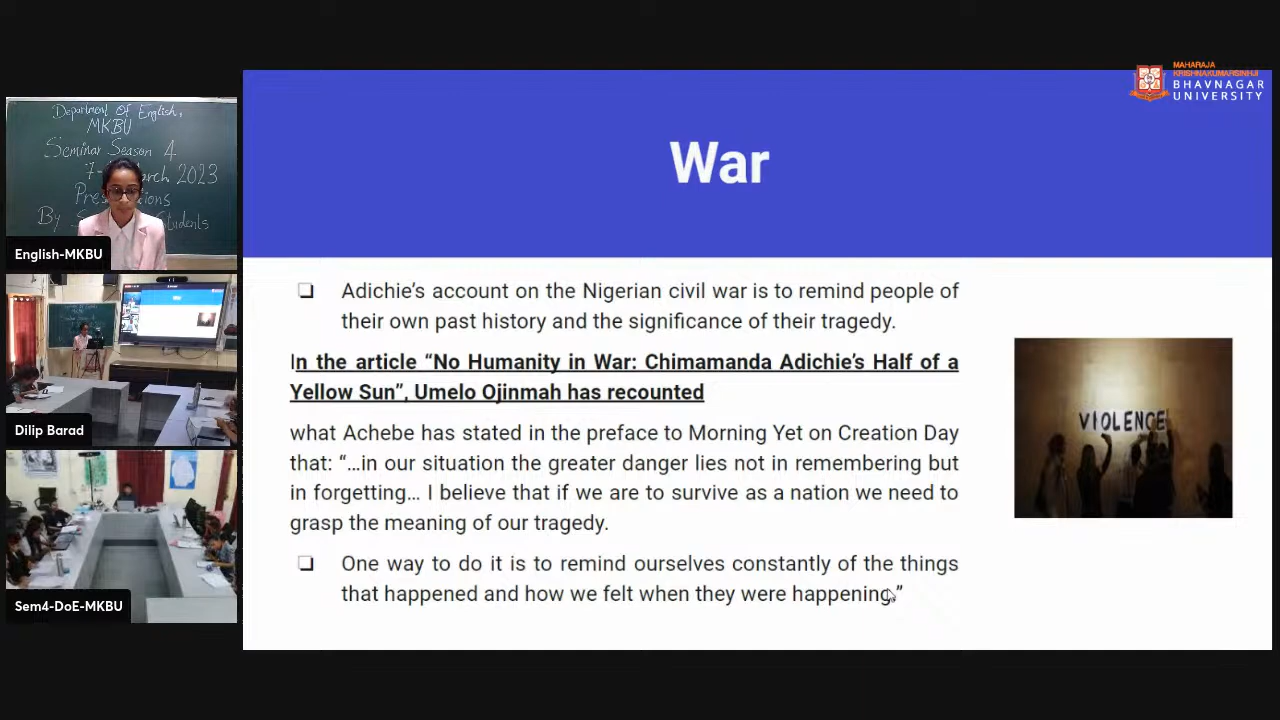 MAHARAJA
KRISHNAKUMARSINHJI
BHAVNAGAR
UNIVERSITY
Department Of English,
MKBU
Seminar Season 4
7-  March 2023
By  Students
English-MKBU
Dilip Barad
Sem4-DoE-MKBU
War
❏ Adichie’s account on the Nigerian civil war is to remind people of
their own past history and the significance of their tragedy.
In the article “No Humanity in War: Chimamanda Adichie’s Half of a
Yellow Sun”, Umelo Ojinmah has recounted
what Achebe has stated in the preface to Morning Yet on Creation Day
that: “…in our situation the greater danger lies not in remembering but
in forgetting… I believe that if we are to survive as a nation we need to
grasp the meaning of our tragedy.
❏ One way to do it is to remind ourselves constantly of the things
that happened and how we felt when they were happening.”
VIOLENCE